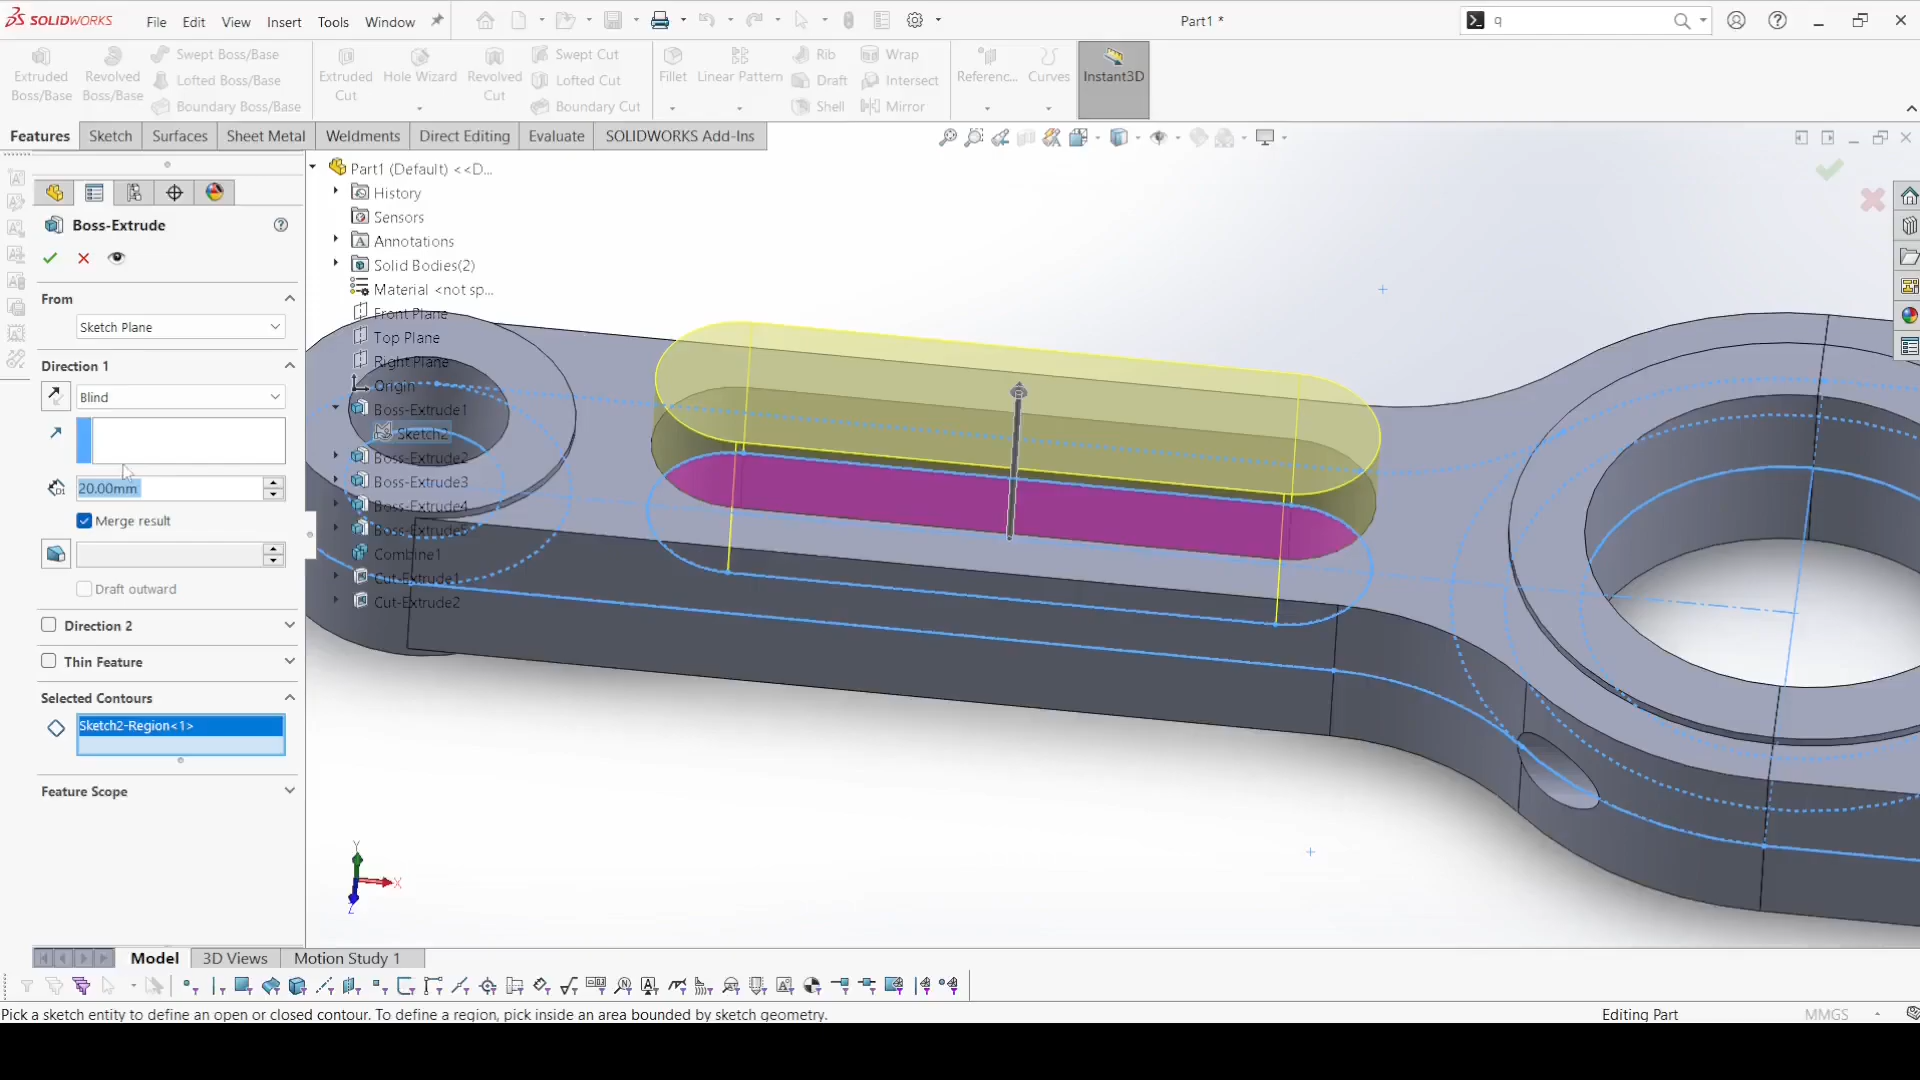 SOLIDWORKS File Edit View Insert Tools Window Part1 * q
Extruded Boss/Base
Revolved Boss/Base
Swept Boss/Base
Lofted Boss/Base
Boundary Boss/Base
Extruded Cut
Hole Wizard
Revolved Cut
Swept Cut
Lofted Cut
Boundary Cut
Fillet
Linear Pattern
Rib
Draft
Shell
Wrap
Intersect
Mirror
Referenc...
Curves
Instant3D
Features Sketch Surfaces Sheet Metal Weldments Direct Editing Evaluate SOLIDWORKS Add-Ins
Boss-Extrude
From
Sketch Plane
Direction 1
Blind
20.00mm
Merge result
Draft outward
Direction 2
Thin Feature
Selected Contours
Sketch2-Region<1>
Feature Scope
Part1 (Default) <<D...
History
Sensors
Annotations
Solid Bodies(2)
Material <not sp...
Front Plane
Top Plane
Right Plane
Origin
Boss-Extrude1
Sketch2
Boss-Extrude2
Boss-Extrude3
Boss-Extrude4
Boss-Extrude5
Combine1
Cut-Extrude1
Cut-Extrude2
Y
X
Z
Model 3D Views Motion Study 1
Pick a sketch entity to define an open or closed contour. To define a region, pick inside an area bounded by sketch geometry. Editing Part MMGS